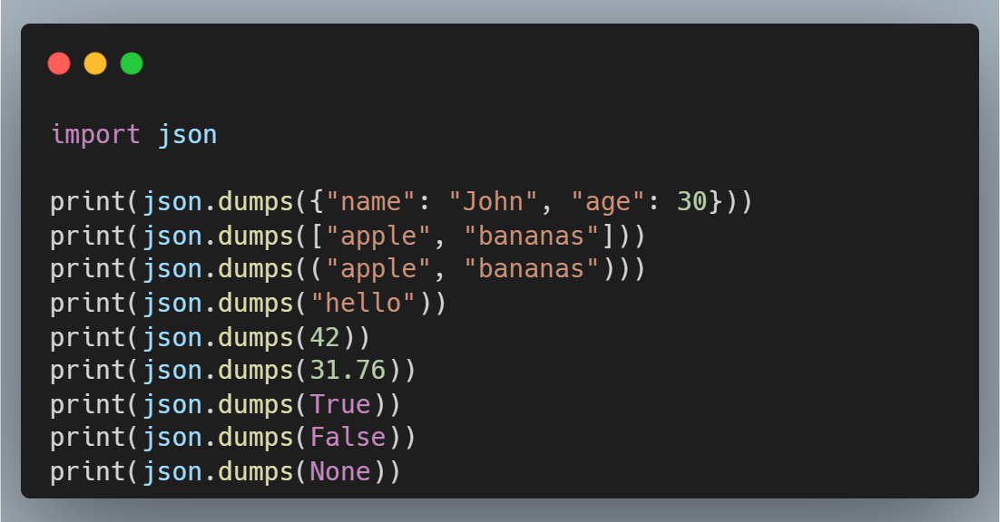 import json
print(json.dumps({"name": "John", "age": 30}))
print(json.dumps(["apple", "bananas"]))
print(json.dumps(("apple", "bananas")))
print(json.dumps("hello"))
print(json.dumps(42))
print(json.dumps(31.76))
print(json.dumps(True))
print(json.dumps(False))
print(json.dumps(None))